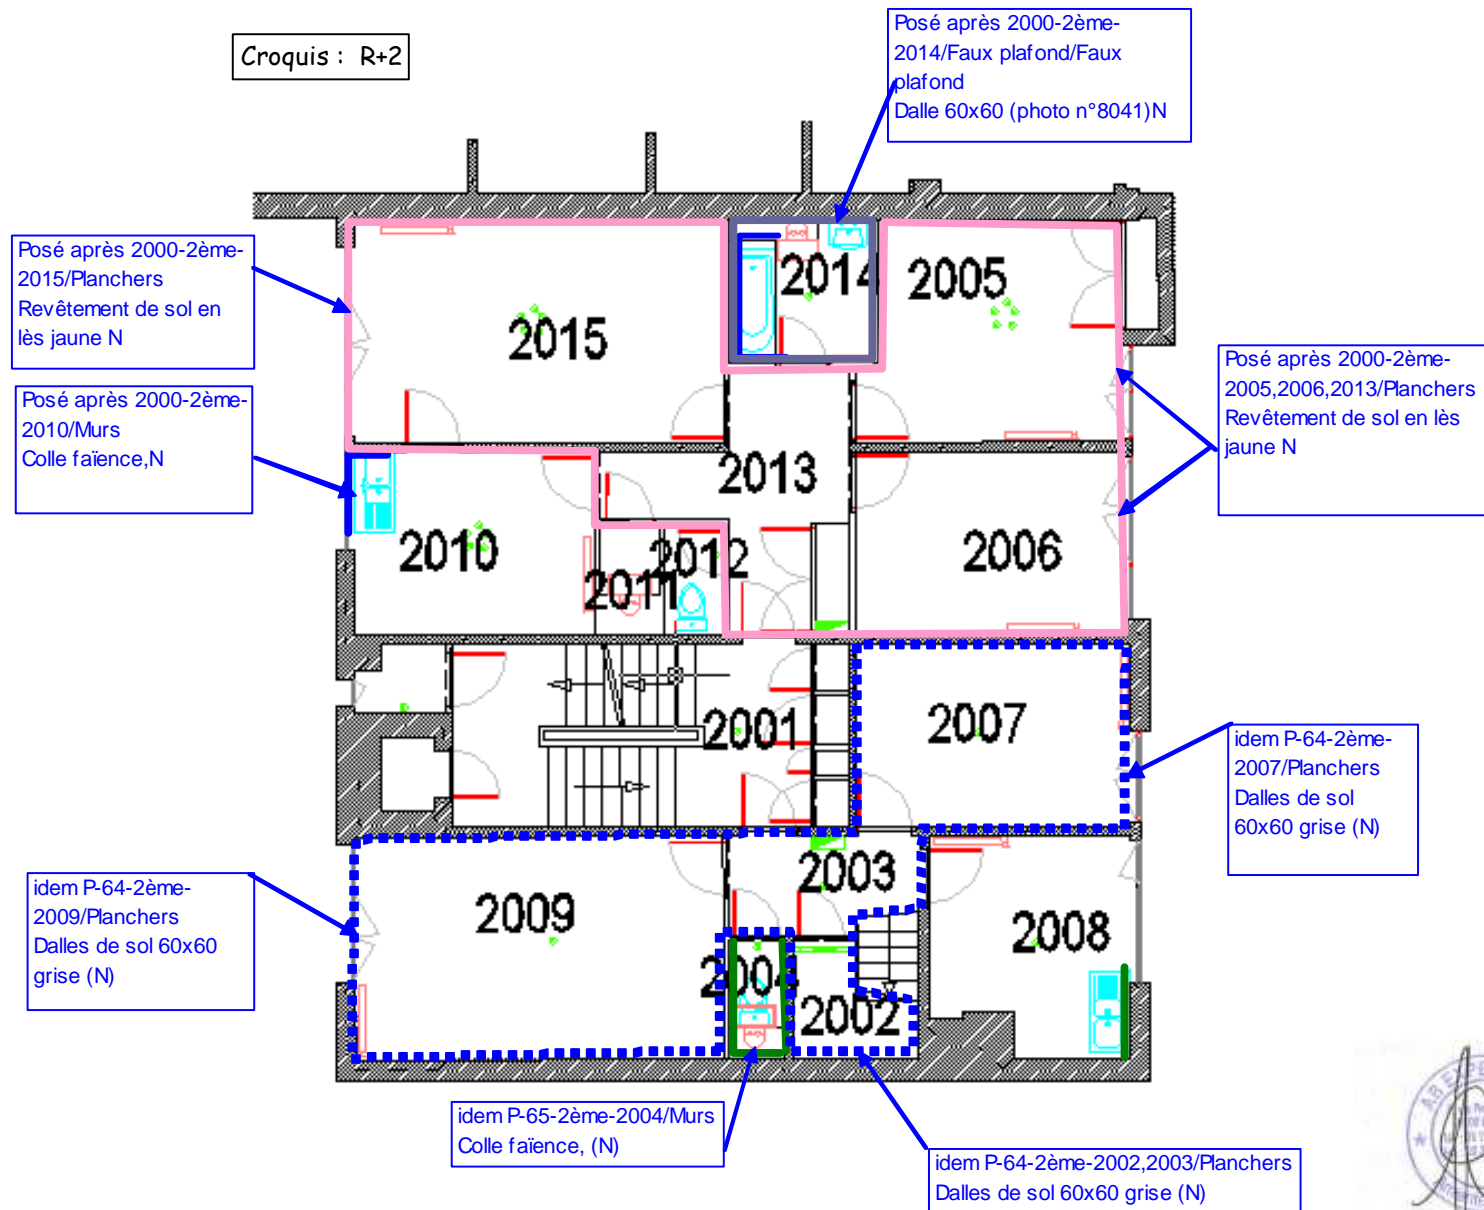 Croquis : R+2
Posé après 2000-2ème-
2014/Faux plafond/Faux
plafond
Dalle 60x60 (photo n°8041)N
Posé après 2000-2ème-
2015/Planchers
Revêtement de sol en
lès jaune N
Posé après 2000-2ème-
2010/Murs
Colle faïence,N
Posé après 2000-2ème-
2005,2006,2013/Planchers
Revêtement de sol en lès
jaune N
2014
2005
2015
2013
2010
2012
2011
2006
2001
2007
idem P-64-2ème-
2007/Planchers
Dalles de sol
60x60 grise (N)
2003
2009
2008
2004
2002
idem P-64-2ème-
2009/Planchers
Dalles de sol 60x60
grise (N)
idem P-65-2ème-2004/Murs
Colle faïence, (N)
idem P-64-2ème-2002,2003/Planchers
Dalles de sol 60x60 grise (N)